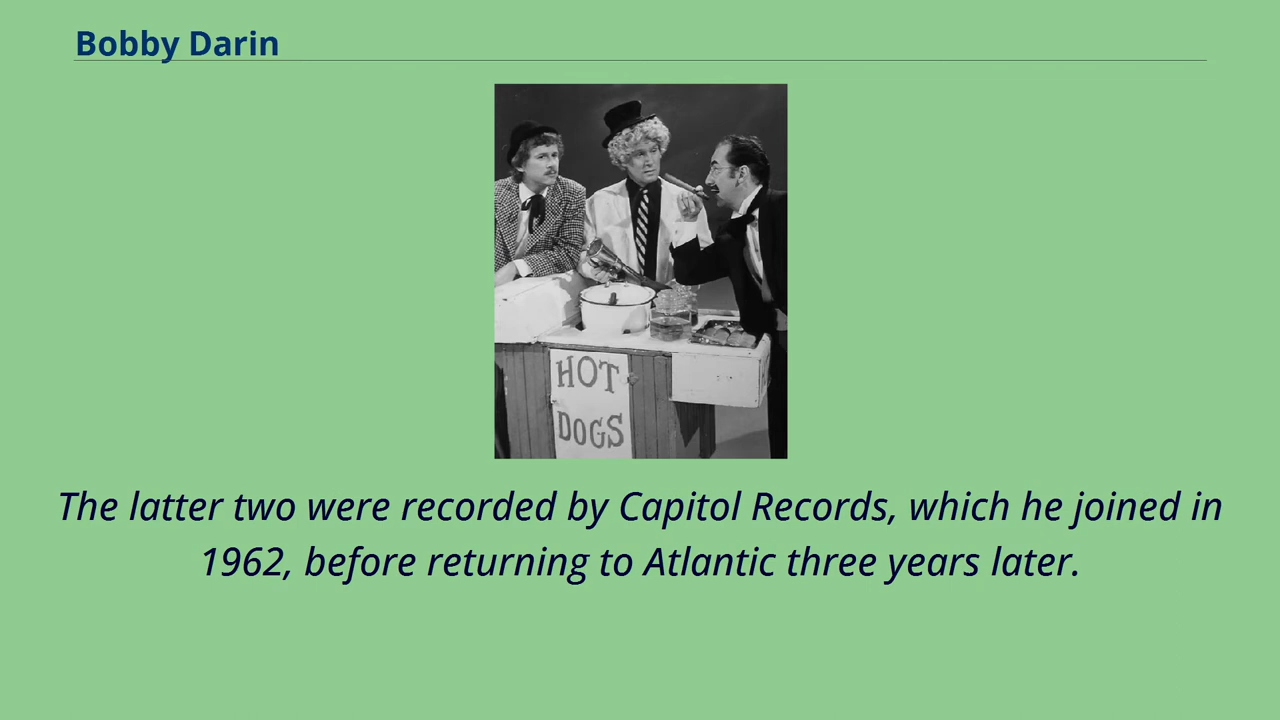 Bobby Darin
HOT
DOGS
The latter two were recorded by Capitol Records, which he joined in
1962, before returning to Atlantic three years later.